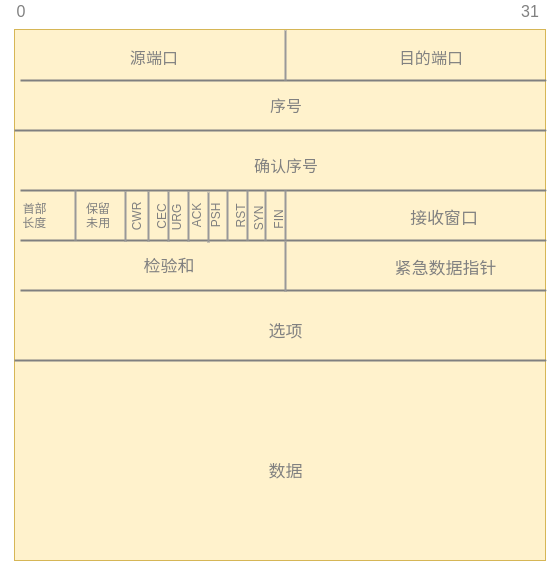 0 31
源端口 目的端口
序号
确认序号
首部 保留 CWR CEC URG ACK PSH RST SYN FIN 接收窗口
长度 未用
检验和 紧急数据指针
选项
数据